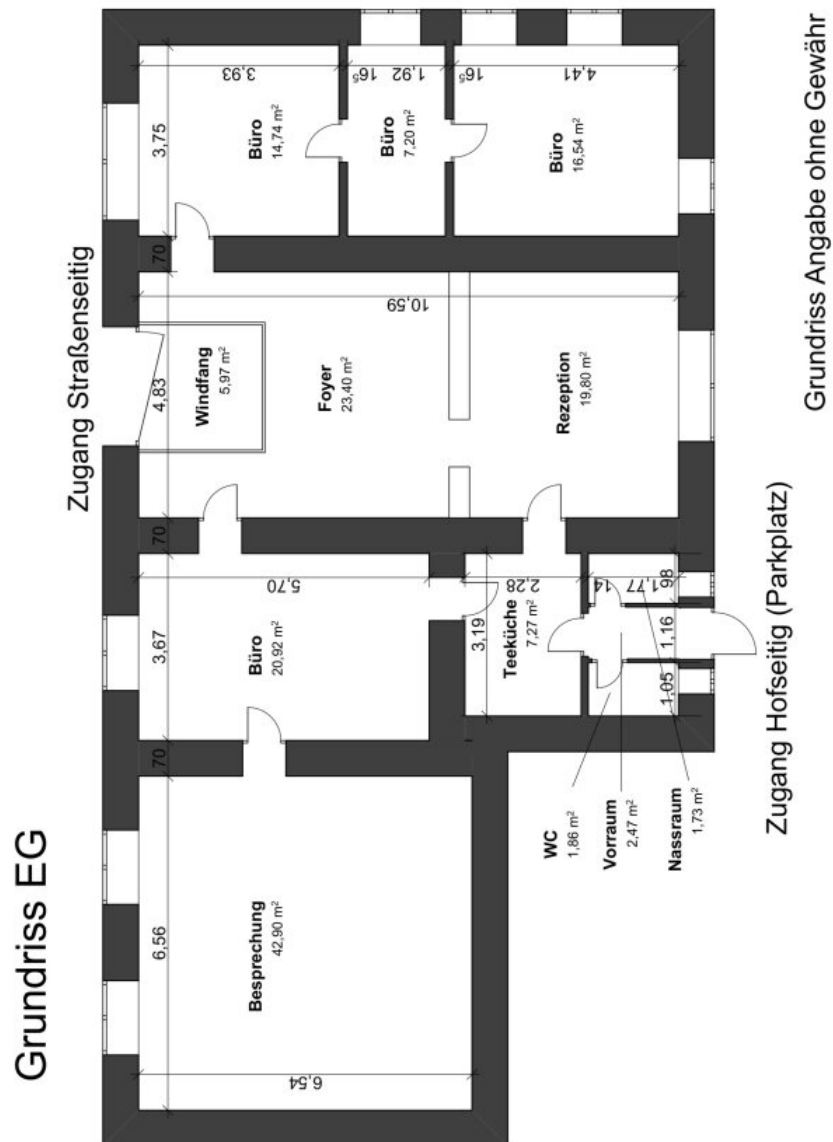 Grundriss EG
Zugang Straßenseitig
6,56
70
3,67
70
4,83
70
3,75
6,54
5,70
10,59
3,93
Besprechung
42,90 m²
Büro
20,92 m²
Windfang
5,97 m²
Foyer
23,40 m²
Büro
14,74 m²
16⁵
1,92
Büro
7,20 m²
16⁵
4,41
Büro
16,54 m²
3,19
2,28
Teeküche
7,27 m²
Rezeption
19,80 m²
14
1,77
1,05
1,16
98
WC
1,86 m²
Vorraum
2,47 m²
Nassraum
1,73 m²
Zugang Hofseitig (Parkplatz)
Grundriss Angabe ohne Gewähr